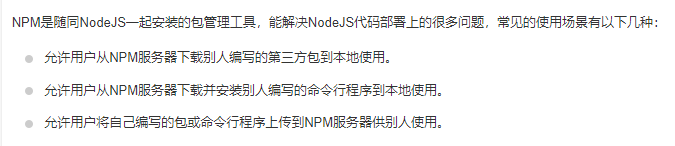 NPM是随同NodeJS一起安装的包管理工具，能解决NodeJS代码部署上的很多问题，常见的使用场景有以下几种：
允许用户从NPM服务器下载别人编写的第三方包到本地使用。
允许用户从NPM服务器下载并安装别人编写的命令行程序到本地使用。
允许用户将自己编写的包或命令行程序上传到NPM服务器供别人使用。